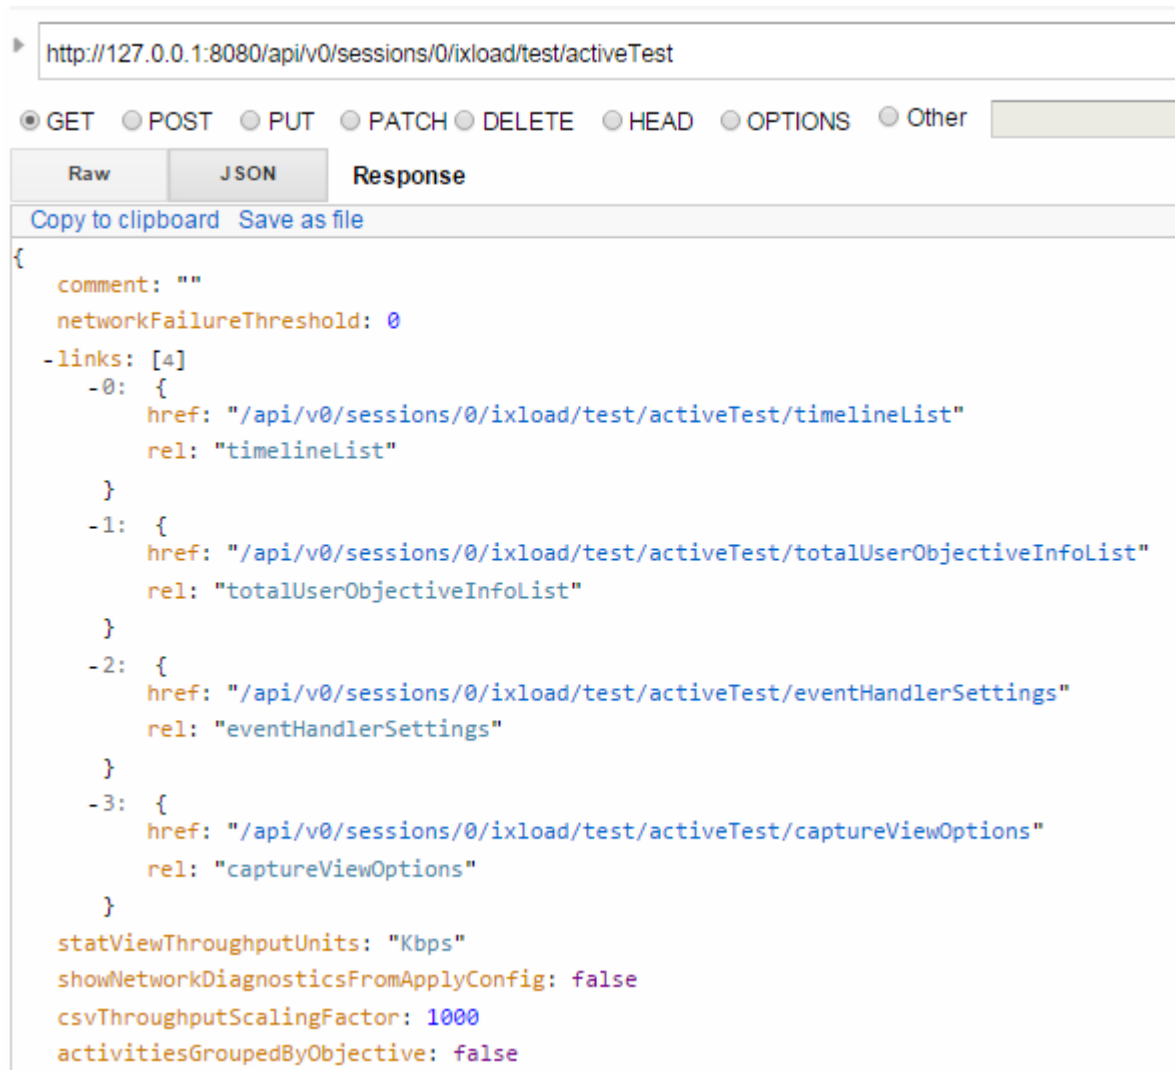 http://127.0.0.1:8080/api/v0/sessions/0/ixload/test/activeTest
GET POST PUT PATCH DELETE HEAD OPTIONS Other
Raw JSON Response
Copy to clipboard Save as file
{
comment: ""
networkFailureThreshold: 0
-links: [4]
-0: {
href: "/api/v0/sessions/0/ixload/test/activeTest/timelineList"
rel: "timelineList"
}
-1: {
href: "/api/v0/sessions/0/ixload/test/activeTest/totalUserObjectiveInfoList"
rel: "totalUserObjectiveInfoList"
}
-2: {
href: "/api/v0/sessions/0/ixload/test/activeTest/eventHandlerSettings"
rel: "eventHandlerSettings"
}
-3: {
href: "/api/v0/sessions/0/ixload/test/activeTest/captureViewOptions"
rel: "captureViewOptions"
}
statViewThroughputUnits: "Kbps"
showNetworkDiagnosticsFromApplyConfig: false
csvThroughputScalingFactor: 1000
activitiesGroupedByObjective: false